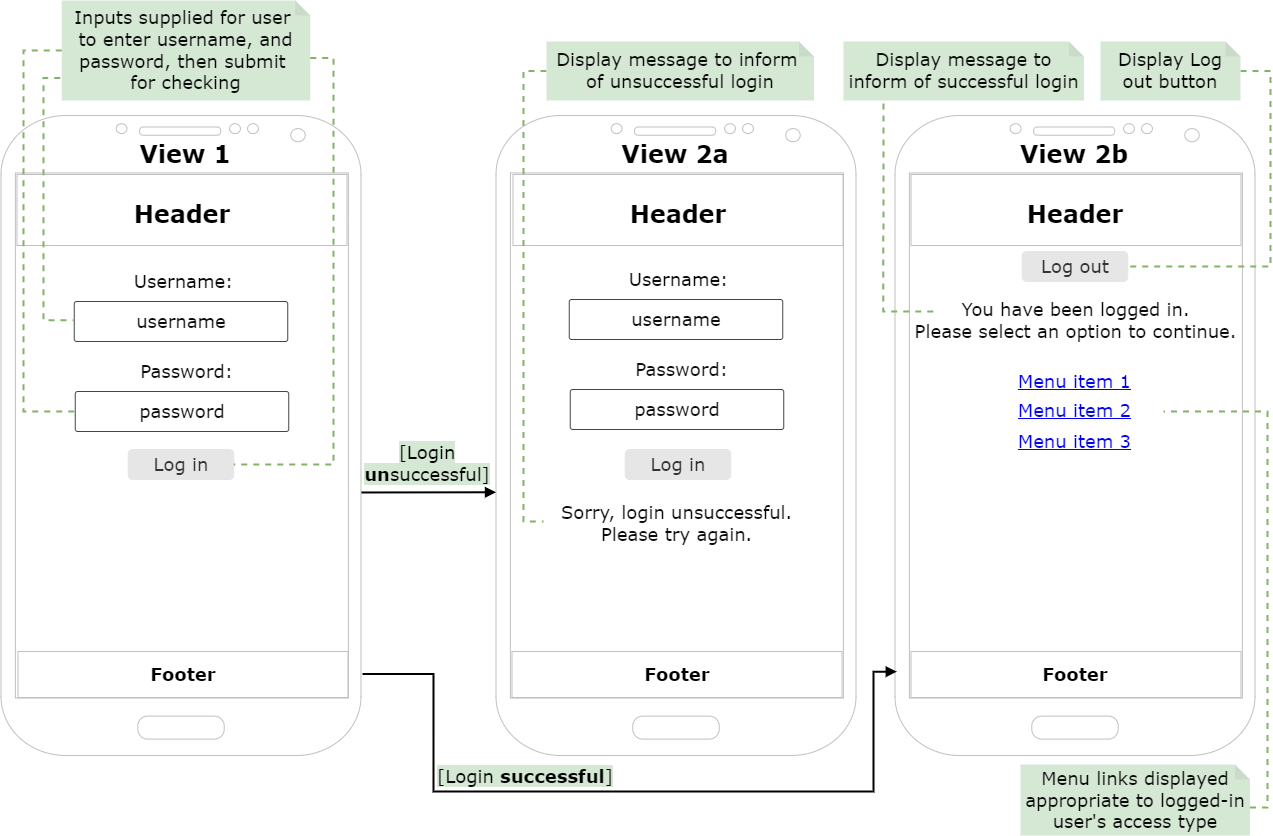 Inputs supplied for user
to enter username, and
password, then submit
for checking
Display message to inform
of unsuccessful login
Display message to
inform of successful login
Display Log
out button
View 1
Header
Username:
username
Password:
password
Log in
Footer
[Login
unsuccessful]
[Login successful]
View 2a
Header
Username:
username
Password:
password
Log in
Sorry, login unsuccessful.
Please try again.
Footer
View 2b
Header
Log out
You have been logged in.
Please select an option to continue.
Menu item 1
Menu item 2
Menu item 3
Footer
Menu links displayed
appropriate to logged-in
user's access type